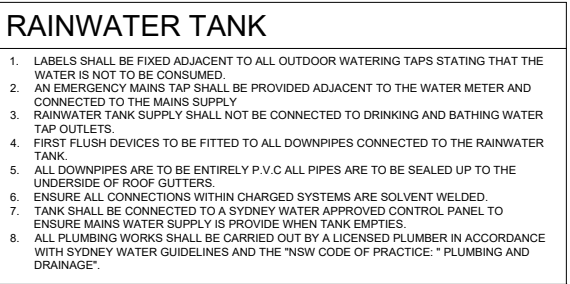 RAINWATER TANK
1. LABELS SHALL BE FIXED ADJACENT TO ALL OUTDOOR WATERING TAPS STATING THAT THE
WATER IS NOT TO BE CONSUMED.
2. AN EMERGENCY MAINS TAP SHALL BE PROVIDED ADJACENT TO THE WATER METER AND
CONNECTED TO THE MAINS SUPPLY
3. RAINWATER TANK SUPPLY SHALL NOT BE CONNECTED TO DRINKING AND BATHING WATER
TAP OUTLETS.
4. FIRST FLUSH DEVICES TO BE FITTED TO ALL DOWNPIPES CONNECTED TO THE RAINWATER
TANK.
5. ALL DOWNPIPES ARE TO BE ENTIRELY P.V.C ALL PIPES ARE TO BE SEALED UP TO THE
UNDERSIDE OF ROOF GUTTERS.
6. ENSURE ALL CONNECTIONS WITHIN CHARGED SYSTEMS ARE SOLVENT WELDED.
7. TANK SHALL BE CONNECTED TO A SYDNEY WATER APPROVED CONTROL PANEL TO
ENSURE MAINS WATER SUPPLY IS PROVIDE WHEN TANK EMPTIES.
8. ALL PLUMBING WORKS SHALL BE CARRIED OUT BY A LICENSED PLUMBER IN ACCORDANCE
WITH SYDNEY WATER GUIDELINES AND THE "NSW CODE OF PRACTICE: " PLUMBING AND
DRAINAGE".